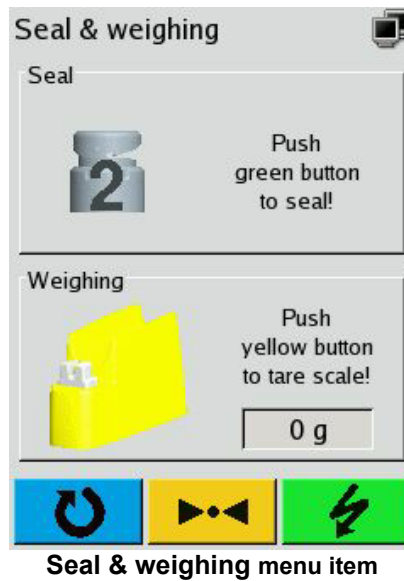 Seal & weighing
Seal
2
Push
green button
to seal!
Weighing
Push
yellow button
to tare scale!
0 g
Seal & weighing menu item